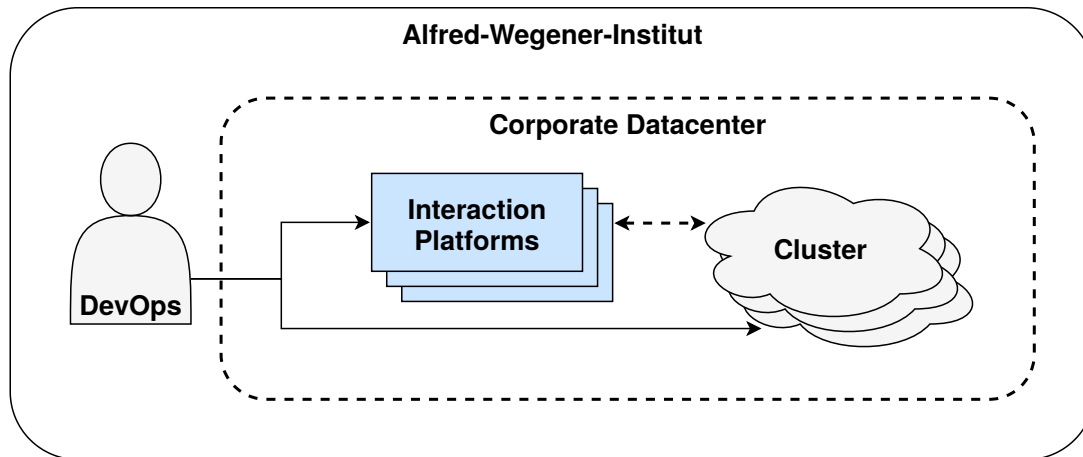 Alfred-Wegener-Institut
Corporate Datacenter
Interaction
Platforms
Cluster
DevOps